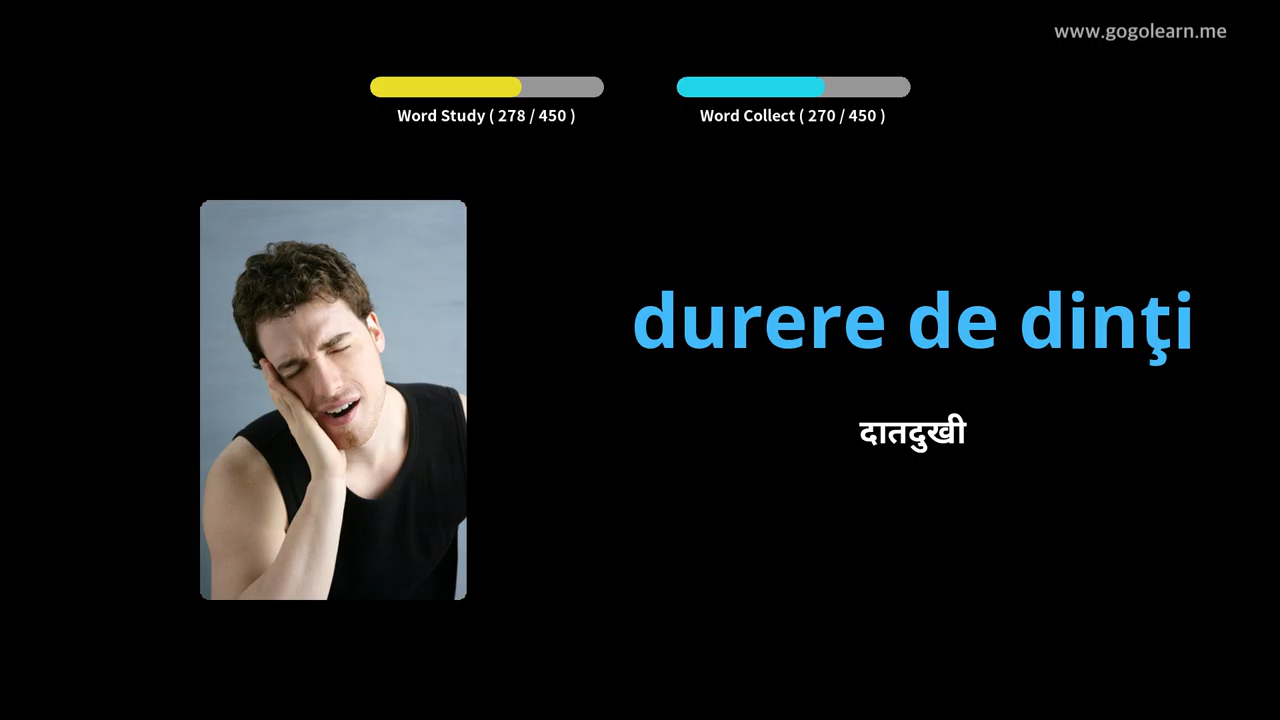 www.gogolearn.me
Word Study ( 278 / 450 )
Word Collect ( 270 / 450 )
durere de dinţi
दातदुखी